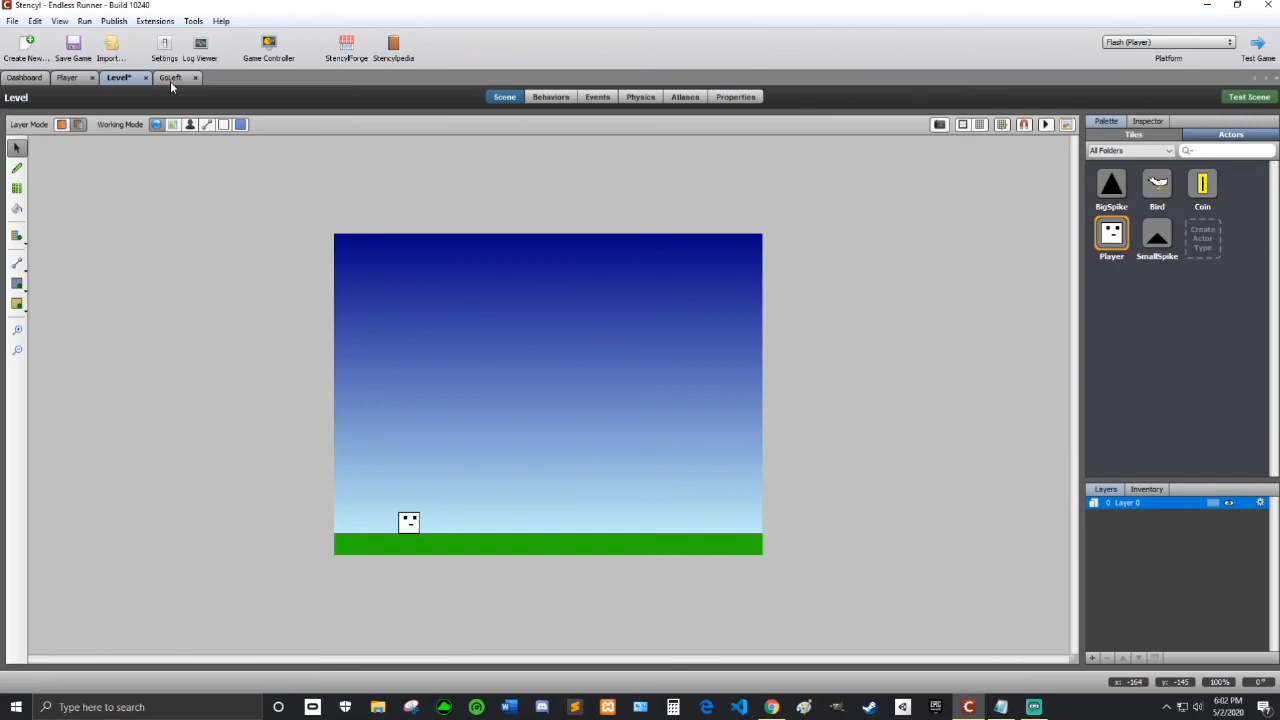 Stencyl - Endless Runner - Build 10240
File Edit View Run Publish Extensions Tools Help
Create New... Save Game Import... Settings Log Viewer Game Controller StencylForge Stencylpedia
Flash (Player)
Platform Test Game
Dashboard Player Level* GoLeft
Level Scene Behaviors Events Physics Atlases Properties Test Scene
Layer Mode Working Mode
Palette Inspector
Tiles Actors
All Folders
BigSpike Bird Coin
Create Actor Type
Player SmallSpike
Layers Inventory
0 Layer 0
x: -164 y: -145 100% 0°
Type here to search
6:02 PM
5/2/2020